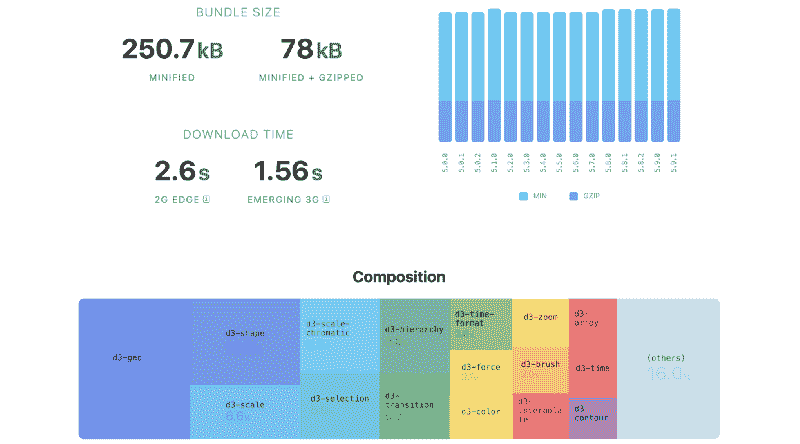 BUNDLE SIZE
250.7 kB
78 kB
MINIFIED
MINIFIED + GZIPPED
DOWNLOAD TIME
2.6 s
1.56 s
2G EDGE
EMERGING 3G
5.0.0
5.0.1
5.0.2
5.1.0
5.2.0
5.3.0
5.4.0
5.5.0
5.6.0
5.7.0
5.8.0
5.8.1
5.8.2
5.9.0
5.9.1
MIN
GZIP
Composition
d3-geo
d3-shape
d3-scale
d3-scale-
chromatic
d3-selection
d3-hierarchy
d3-
transition
d3-time-
format
d3-force
d3-color
d3-zoom
d3-brush
d3-
interpola
te
d3-
array
d3-time
d3-
contour
(others)